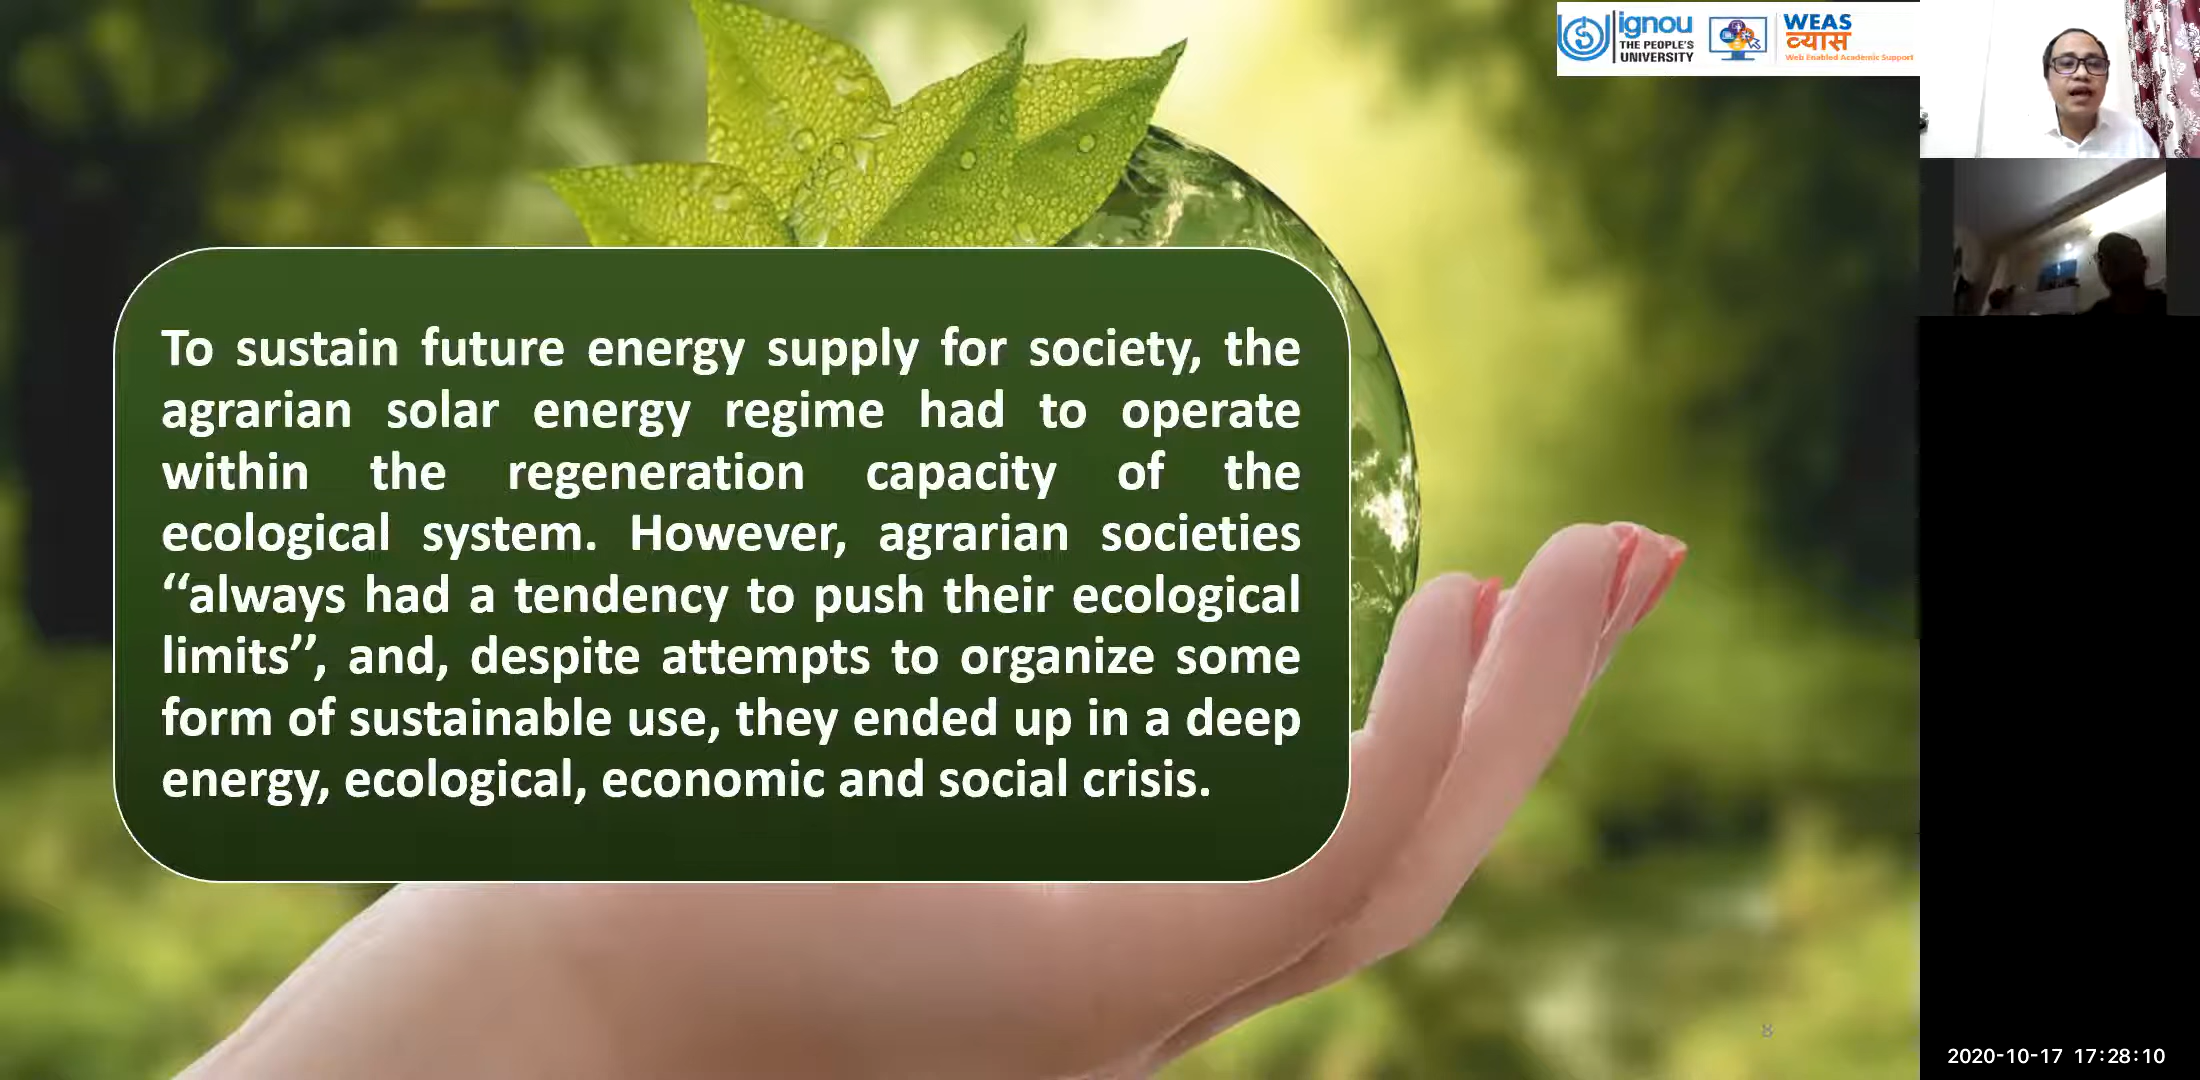 ignou
THE PEOPLE'S
UNIVERSITY
WEAS
व्यास
Web Enabled Academic Support
To sustain future energy supply for society, the
agrarian solar energy regime had to operate
within the regeneration capacity of the
ecological system. However, agrarian societies
“always had a tendency to push their ecological
limits”, and, despite attempts to organize some
form of sustainable use, they ended up in a deep
energy, ecological, economic and social crisis.
8
2020-10-17 17:28:10